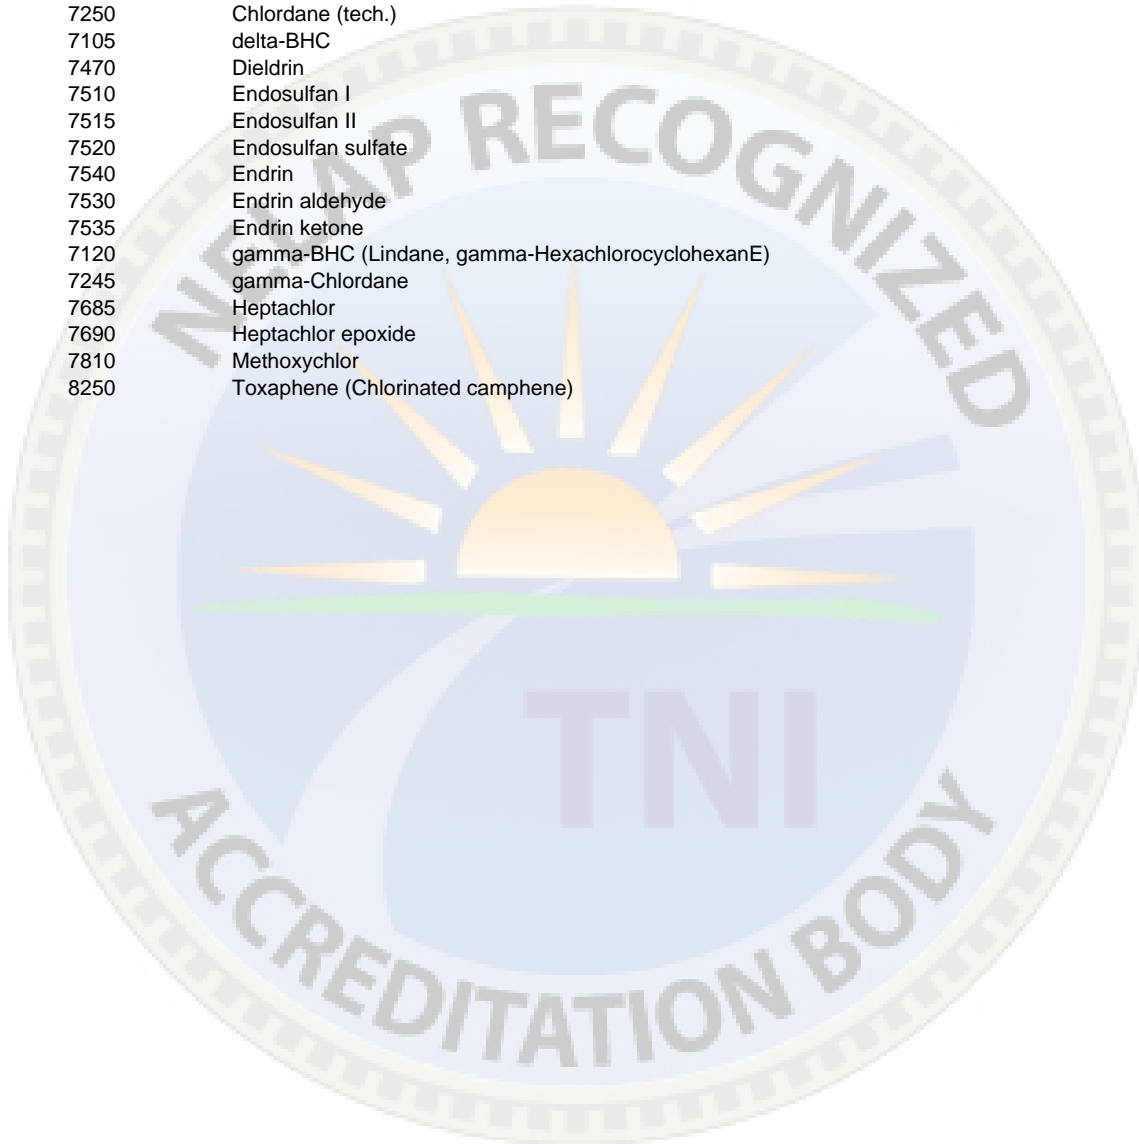 7250 Chlordane (tech.)
7105 delta-BHC
7470 Dieldrin
7510 Endosulfan I
7515 Endosulfan II
7520 Endosulfan sulfate
7540 Endrin
7530 Endrin aldehyde
7535 Endrin ketone
7120 gamma-BHC (Lindane, gamma-HexachlorocyclohexanE)
7245 gamma-Chlordane
7685 Heptachlor
7690 Heptachlor epoxide
7810 Methoxychlor
8250 Toxaphene (Chlorinated camphene)
NELAP RECOGNIZED
TNI
ACCREDITATION BODY